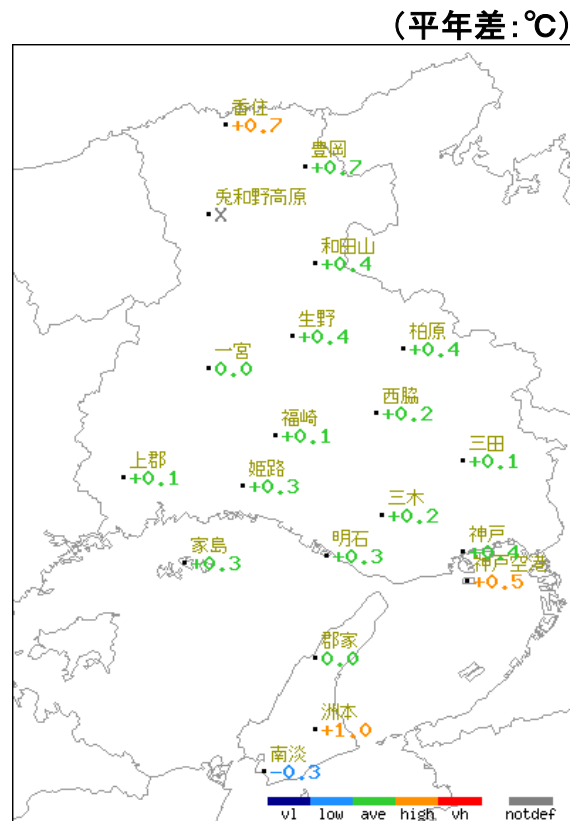 (平年差:℃)
香住
+0.7
豊岡
+0.7
兎和野高原
×
和田山
+0.4
生野
+0.4
柏原
+0.4
一宮
0.0
西脇
+0.2
福崎
+0.1
三田
+0.1
上郡
+0.1
姫路
+0.3
三木
+0.2
家島
+0.3
明石
+0.3
神戸
+0.4
神戸空港
+0.5
郡家
0.0
洲本
+1.0
南淡
-0.3
vl low ave high vh notdef